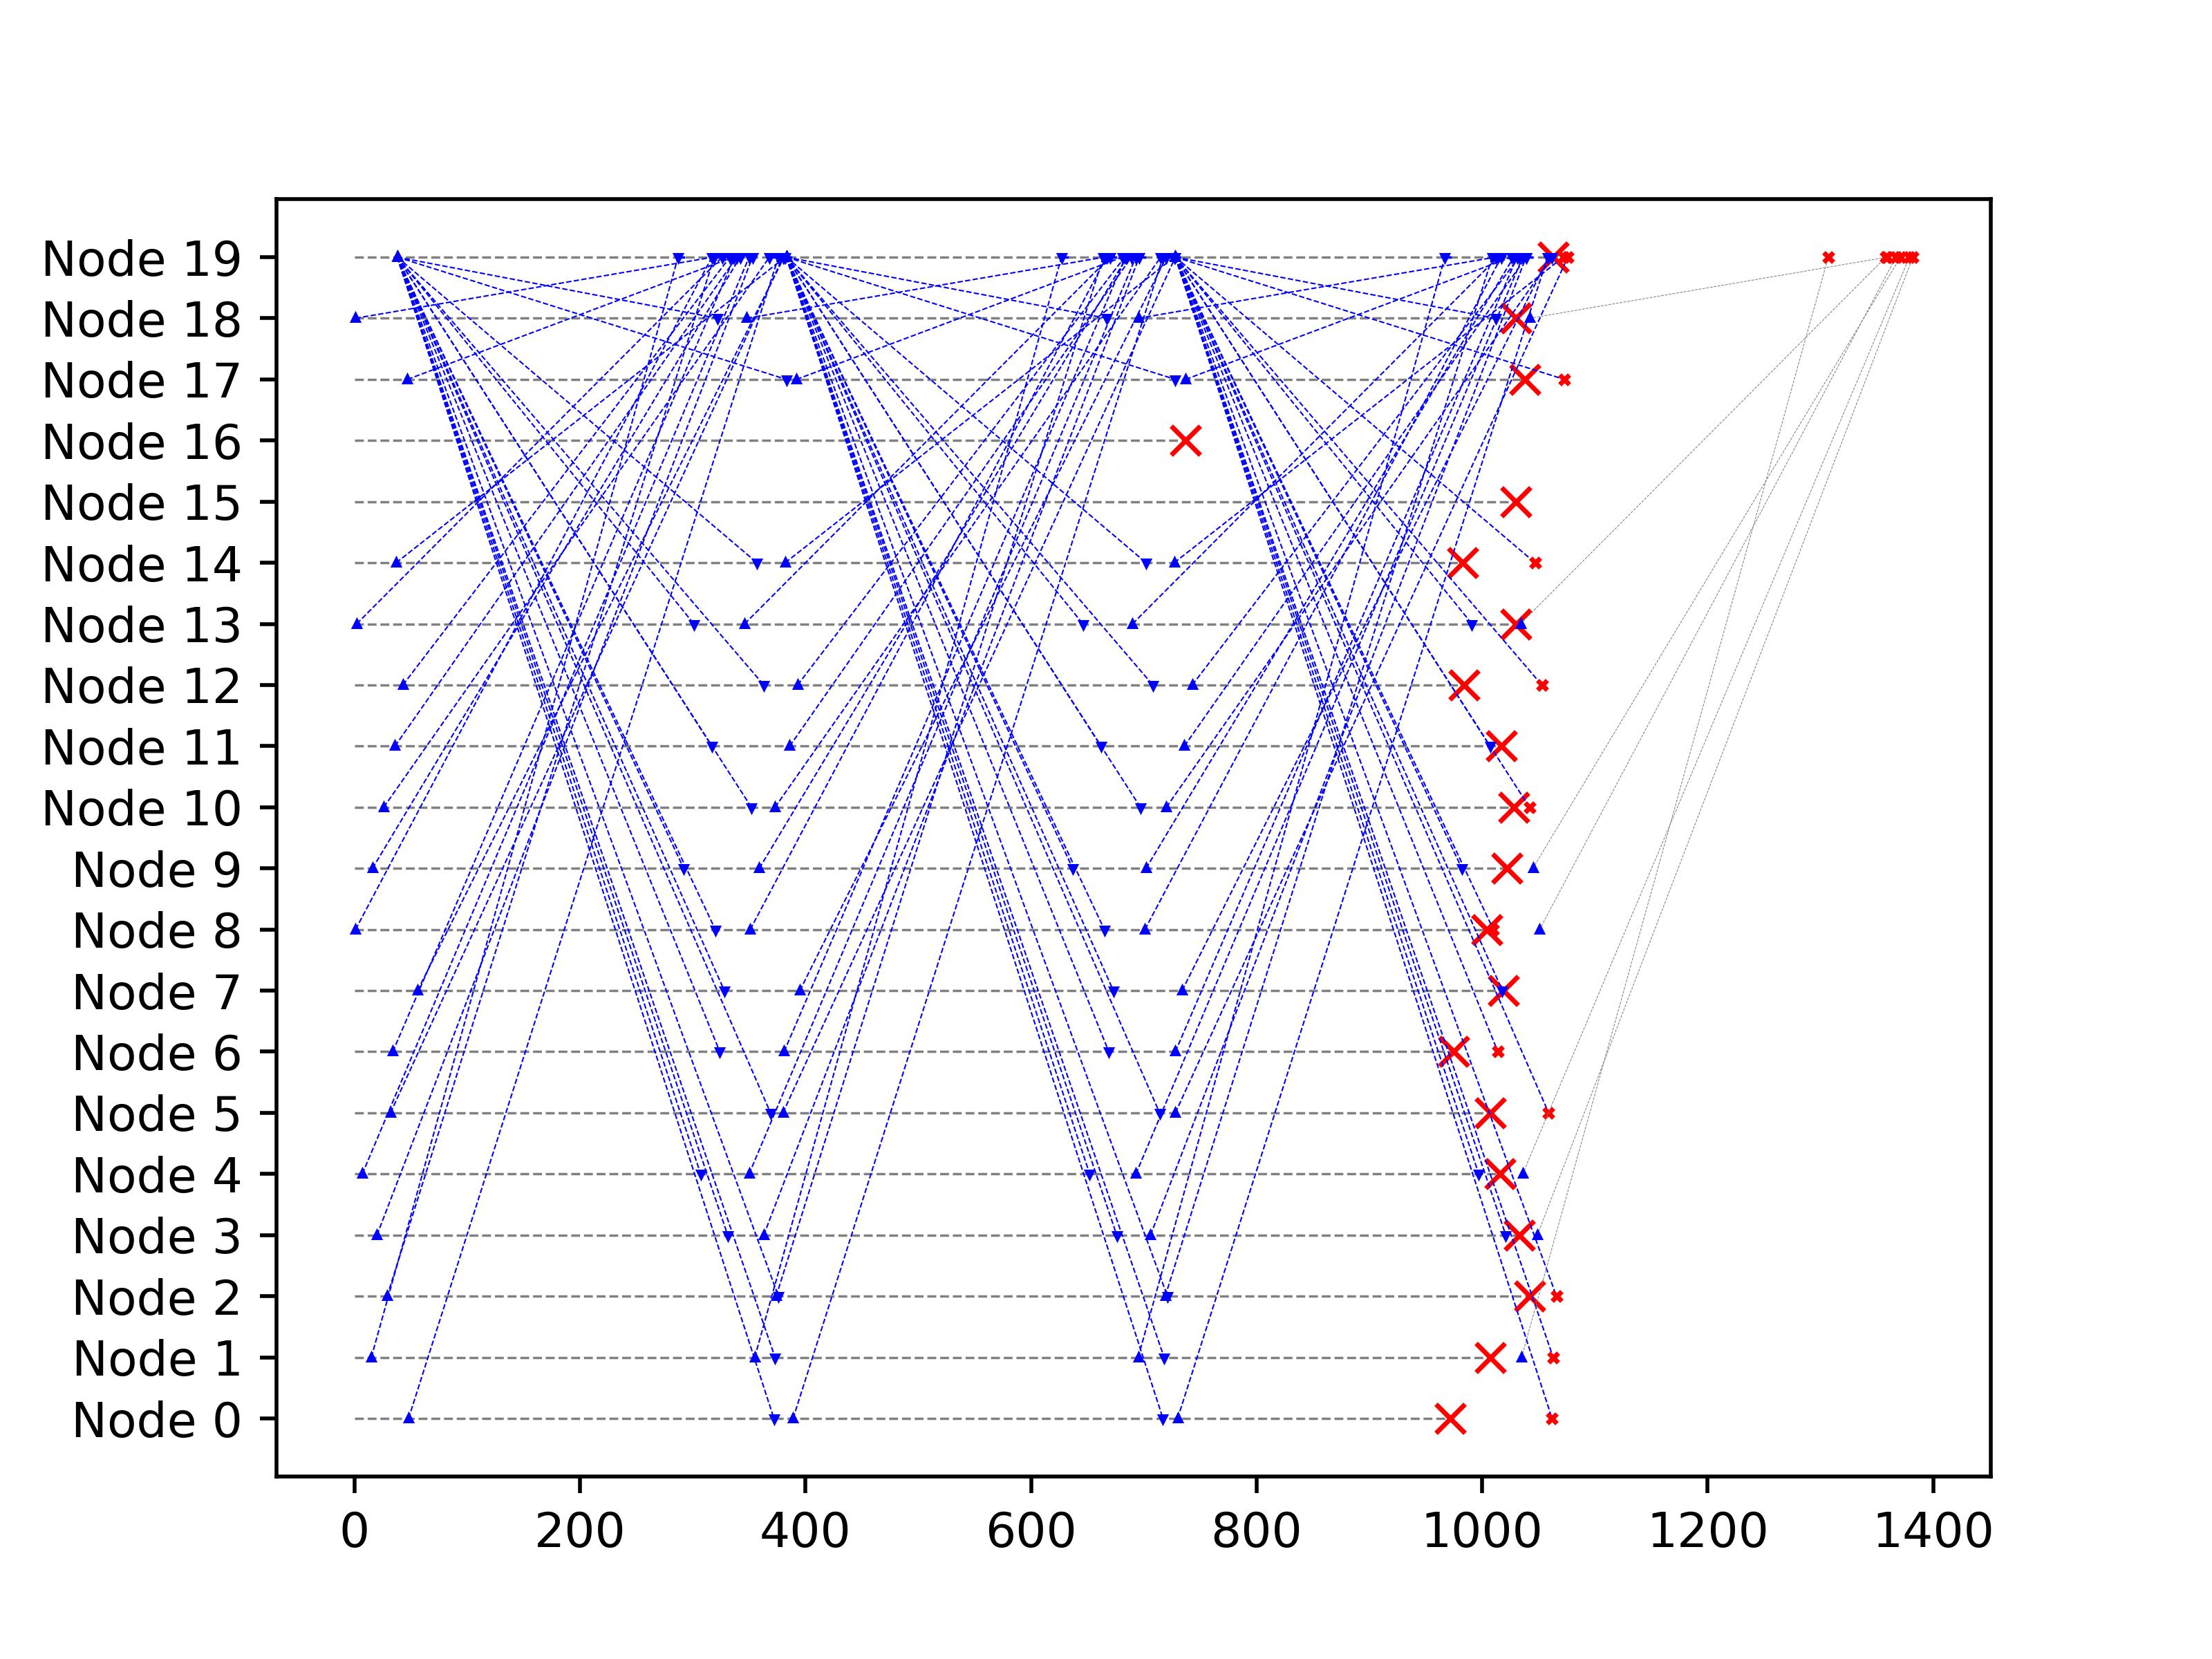 Node 19
Node 18
Node 17
Node 16
Node 15
Node 14
Node 13
Node 12
Node 11
Node 10
Node 9
Node 8
Node 7
Node 6
Node 5
Node 4
Node 3
Node 2
Node 1
Node 0
0 200 400 600 800 1000 1200 1400